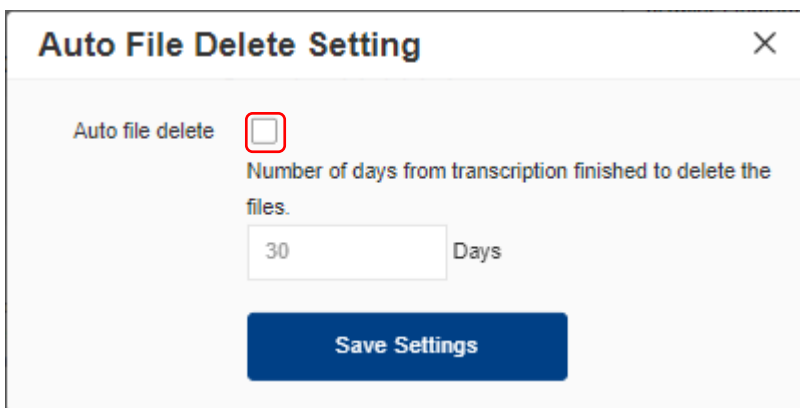 Auto File Delete Setting
Auto file delete
Number of days from transcription finished to delete the
files.
30 Days
Save Settings